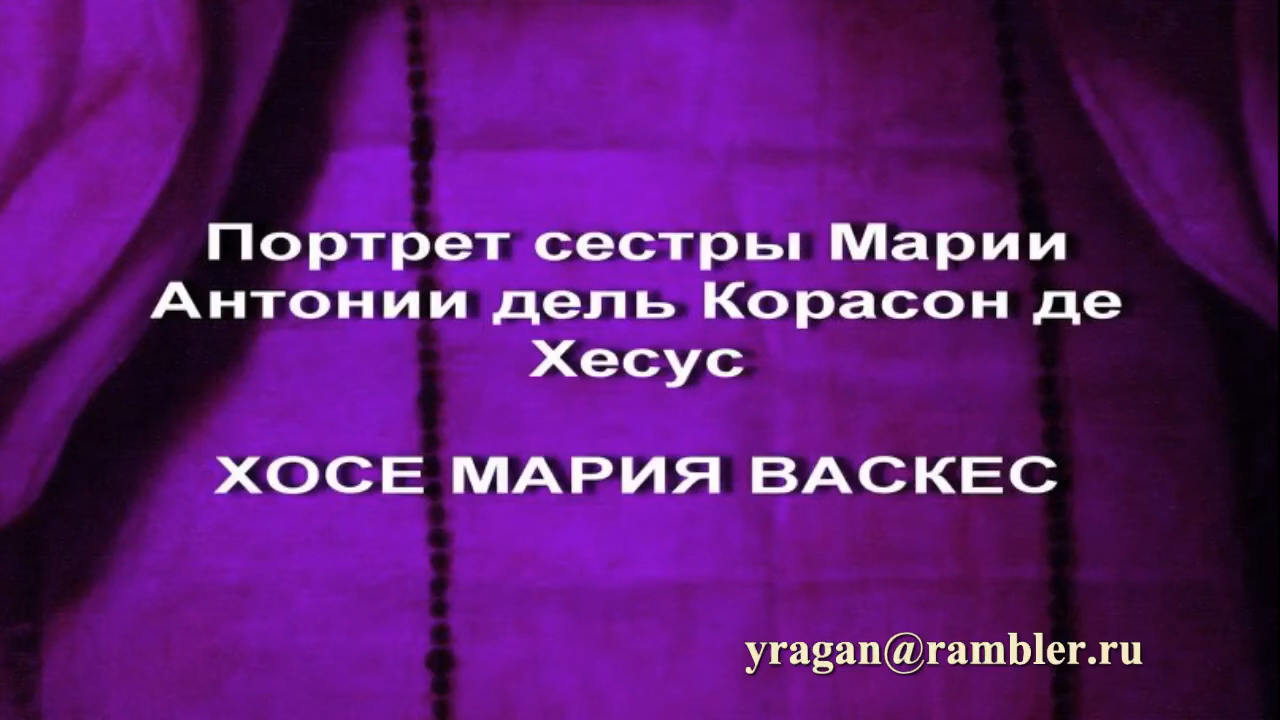 Портрет сестры Марии
Антонии дель Корасон де
Хесус
ХОСЕ МАРИЯ ВАСКЕС
yragan@rambler.ru